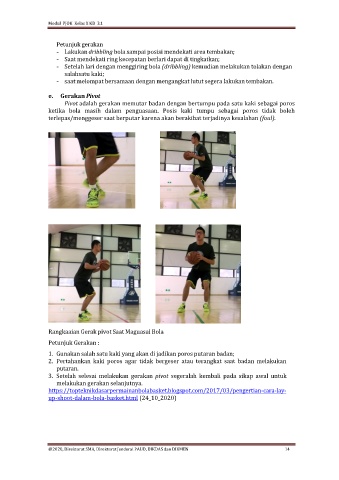 Modul PJOK Kelas X KD 3.1
Petunjuk gerakan
- Lakukan dribbling bola sampai posisi mendekati area tembakan;
- Saat mendekati ring kecepatan berlari dapat di tingkatkan;
- Setelah lari dengan menggiring bola (dribbling) kemudian melakukan tolakan dengan
salahsatu kaki;
- saat melompat bersamaan dengan mengangkat lutut segera lakukan tembakan.
e. Gerakan Pivot
Pivot adalah gerakan memutar badan dengan bertumpu pada satu kaki sebagai poros
ketika bola masih dalam penguasaan. Posis kaki tumpu sebagai poros tidak boleh
terlepas/menggeser saat berputar karena akan berakibat terjadinya kesalahan (foul).
Rangkaaian Gerak pivot Saat Maguasai Bola
Petunjuk Gerakan :
1. Gunakan salah satu kaki yang akan di jadikan poros putaran badan;
2. Pertahankan kaki poros agar tidak bergeser atau terangkat saat badan melakukan
putaran.
3. Setelah selesai melakukan gerakan pivot segeralah kembali pada sikap awal untuk
melakukan gerakan selanjutnya.
https://topteknikdasarpermainanbolabasket.blogspot.com/2017/03/pengertian-cara-lay-
up-shoot-dalam-bola-basket.html (24_10_2020)
@2020, Direktorat SMA, Direktorat Jenderal PAUD, DIKDAS dan DIKMEN 14